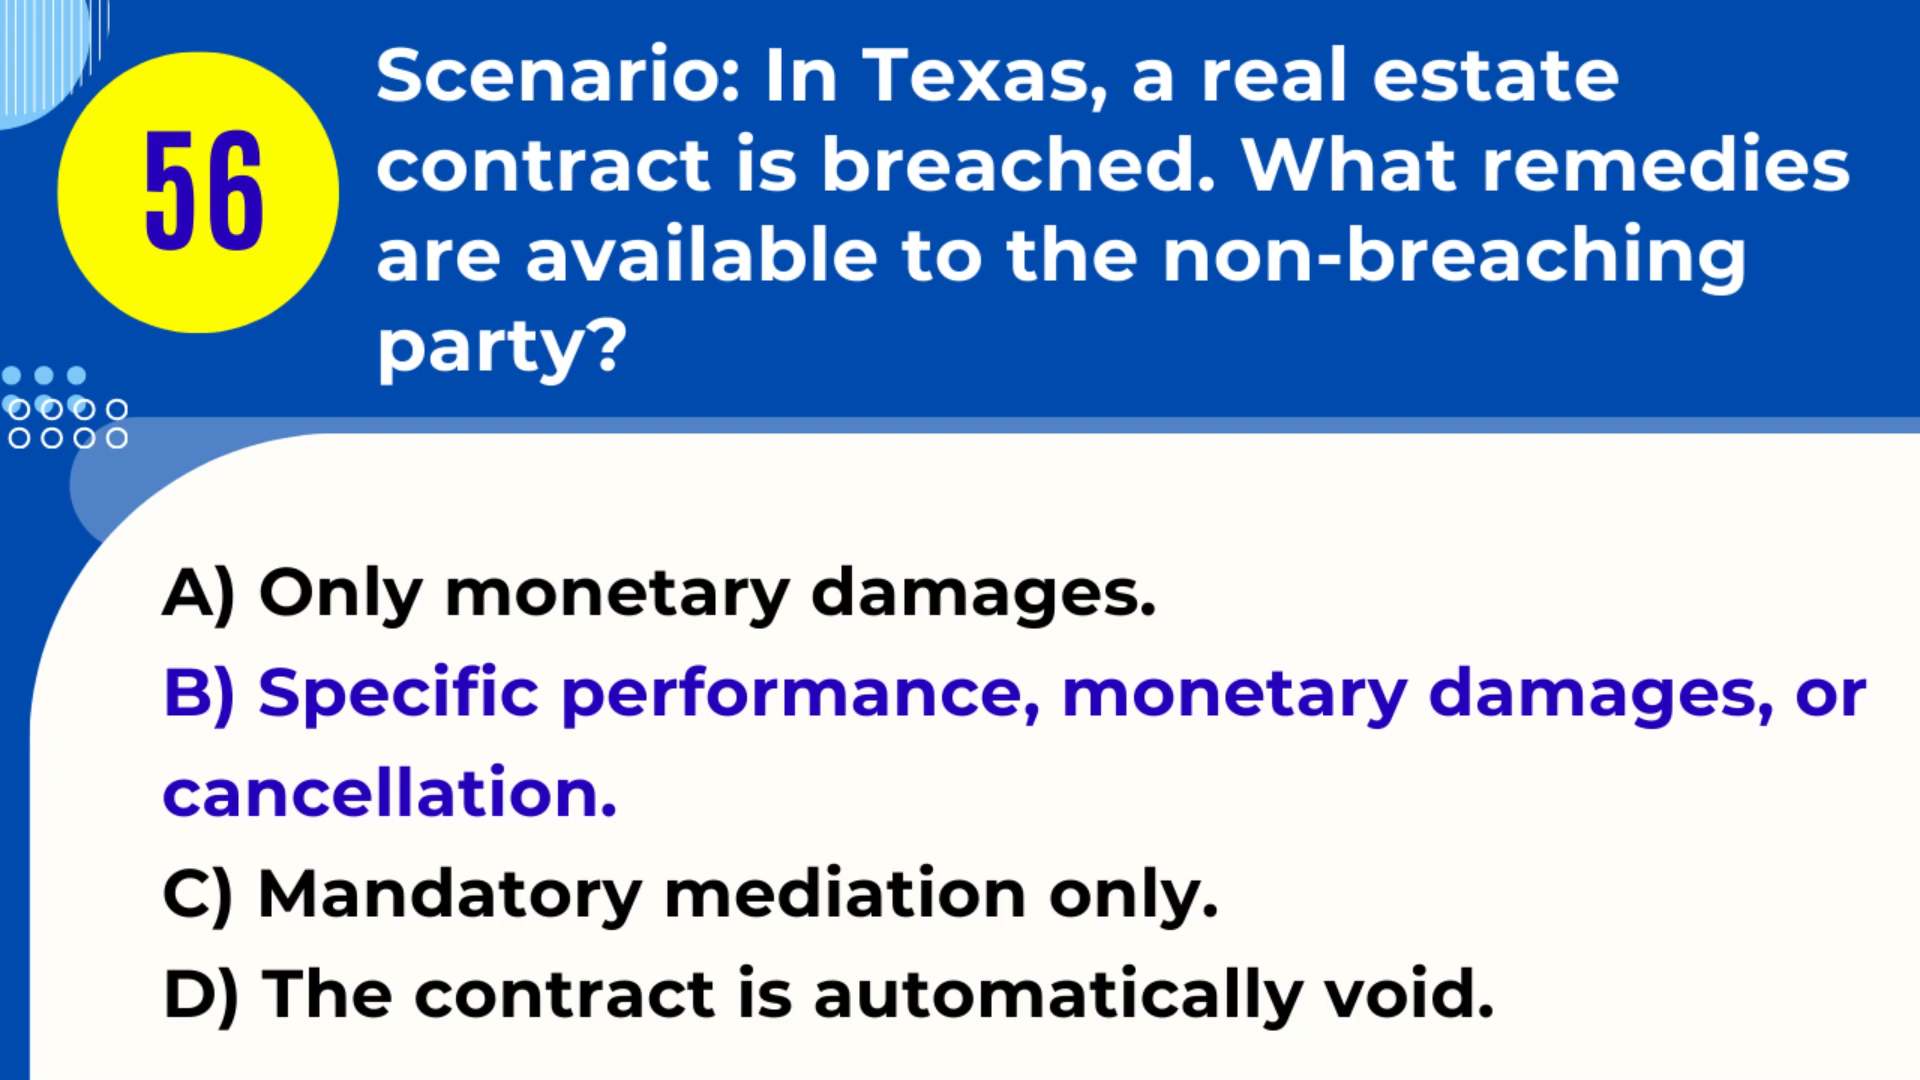 56
Scenario: In Texas, a real estate
contract is breached. What remedies
are available to the non-breaching
party?
A) Only monetary damages.
B) Specific performance, monetary damages, or
cancellation.
C) Mandatory mediation only.
D) The contract is automatically void.